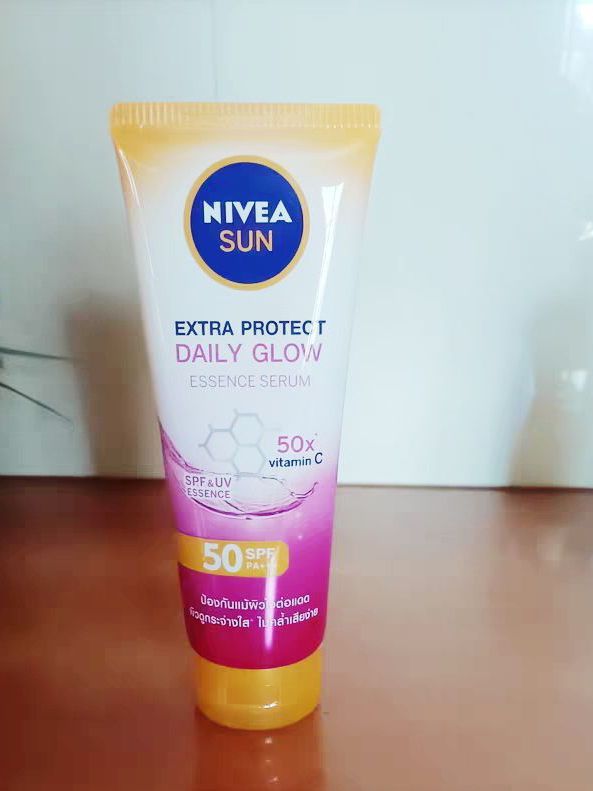 NIVEA
SUN
EXTRA PROTECT
DAILY GLOW
ESSENCE SERUM
50x*
vitamin C
SPF & UV
ESSENCE
50 SPF
PA+++
ป้องกันแม้ผิวไวต่อแดด
ผิวดูกระจ่างใส* ไม่คล้ำเสียง่าย